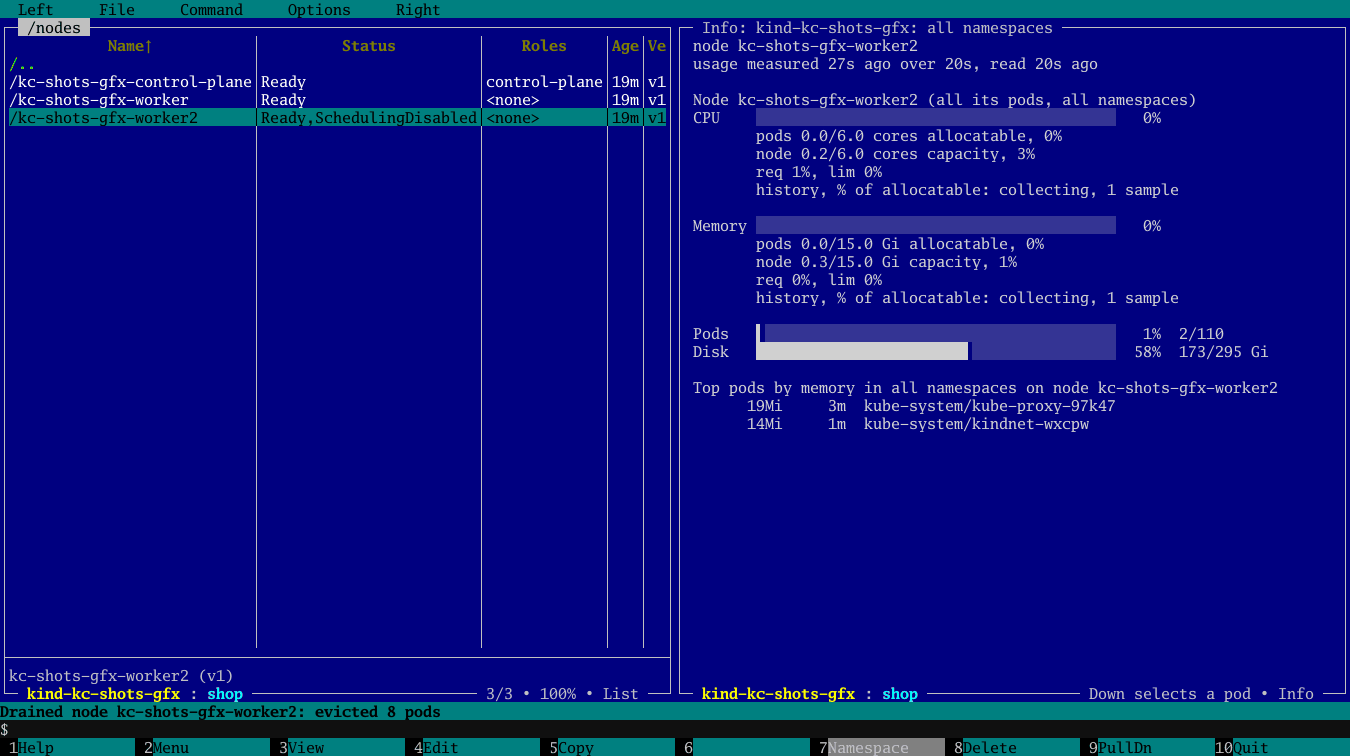 Left File Command Options Right
/nodes
Name↑ Status Roles Age Ve
/..
/kc-shots-gfx-control-plane Ready control-plane 19m v1
/kc-shots-gfx-worker Ready <none> 19m v1
/kc-shots-gfx-worker2 Ready,SchedulingDisabled <none> 19m v1
kc-shots-gfx-worker2 (v1)
kind-kc-shots-gfx : shop 3/3 • 100% • List
Info: kind-kc-shots-gfx: all namespaces
node kc-shots-gfx-worker2
usage measured 27s ago over 20s, read 20s ago
Node kc-shots-gfx-worker2 (all its pods, all namespaces)
CPU 0%
pods 0.0/6.0 cores allocatable, 0%
node 0.2/6.0 cores capacity, 3%
req 1%, lim 0%
history, % of allocatable: collecting, 1 sample
Memory 0%
pods 0.0/15.0 Gi allocatable, 0%
node 0.3/15.0 Gi capacity, 1%
req 0%, lim 0%
history, % of allocatable: collecting, 1 sample
Pods 1% 2/110
Disk 58% 173/295 Gi
Top pods by memory in all namespaces on node kc-shots-gfx-worker2
19Mi 3m kube-system/kube-proxy-97k47
14Mi 1m kube-system/kindnet-wxcpw
kind-kc-shots-gfx : shop Down selects a pod • Info
Drained node kc-shots-gfx-worker2: evicted 8 pods
$
1Help 2Menu 3View 4Edit 5Copy 6 7Namespace 8Delete 9PullDn 10Quit